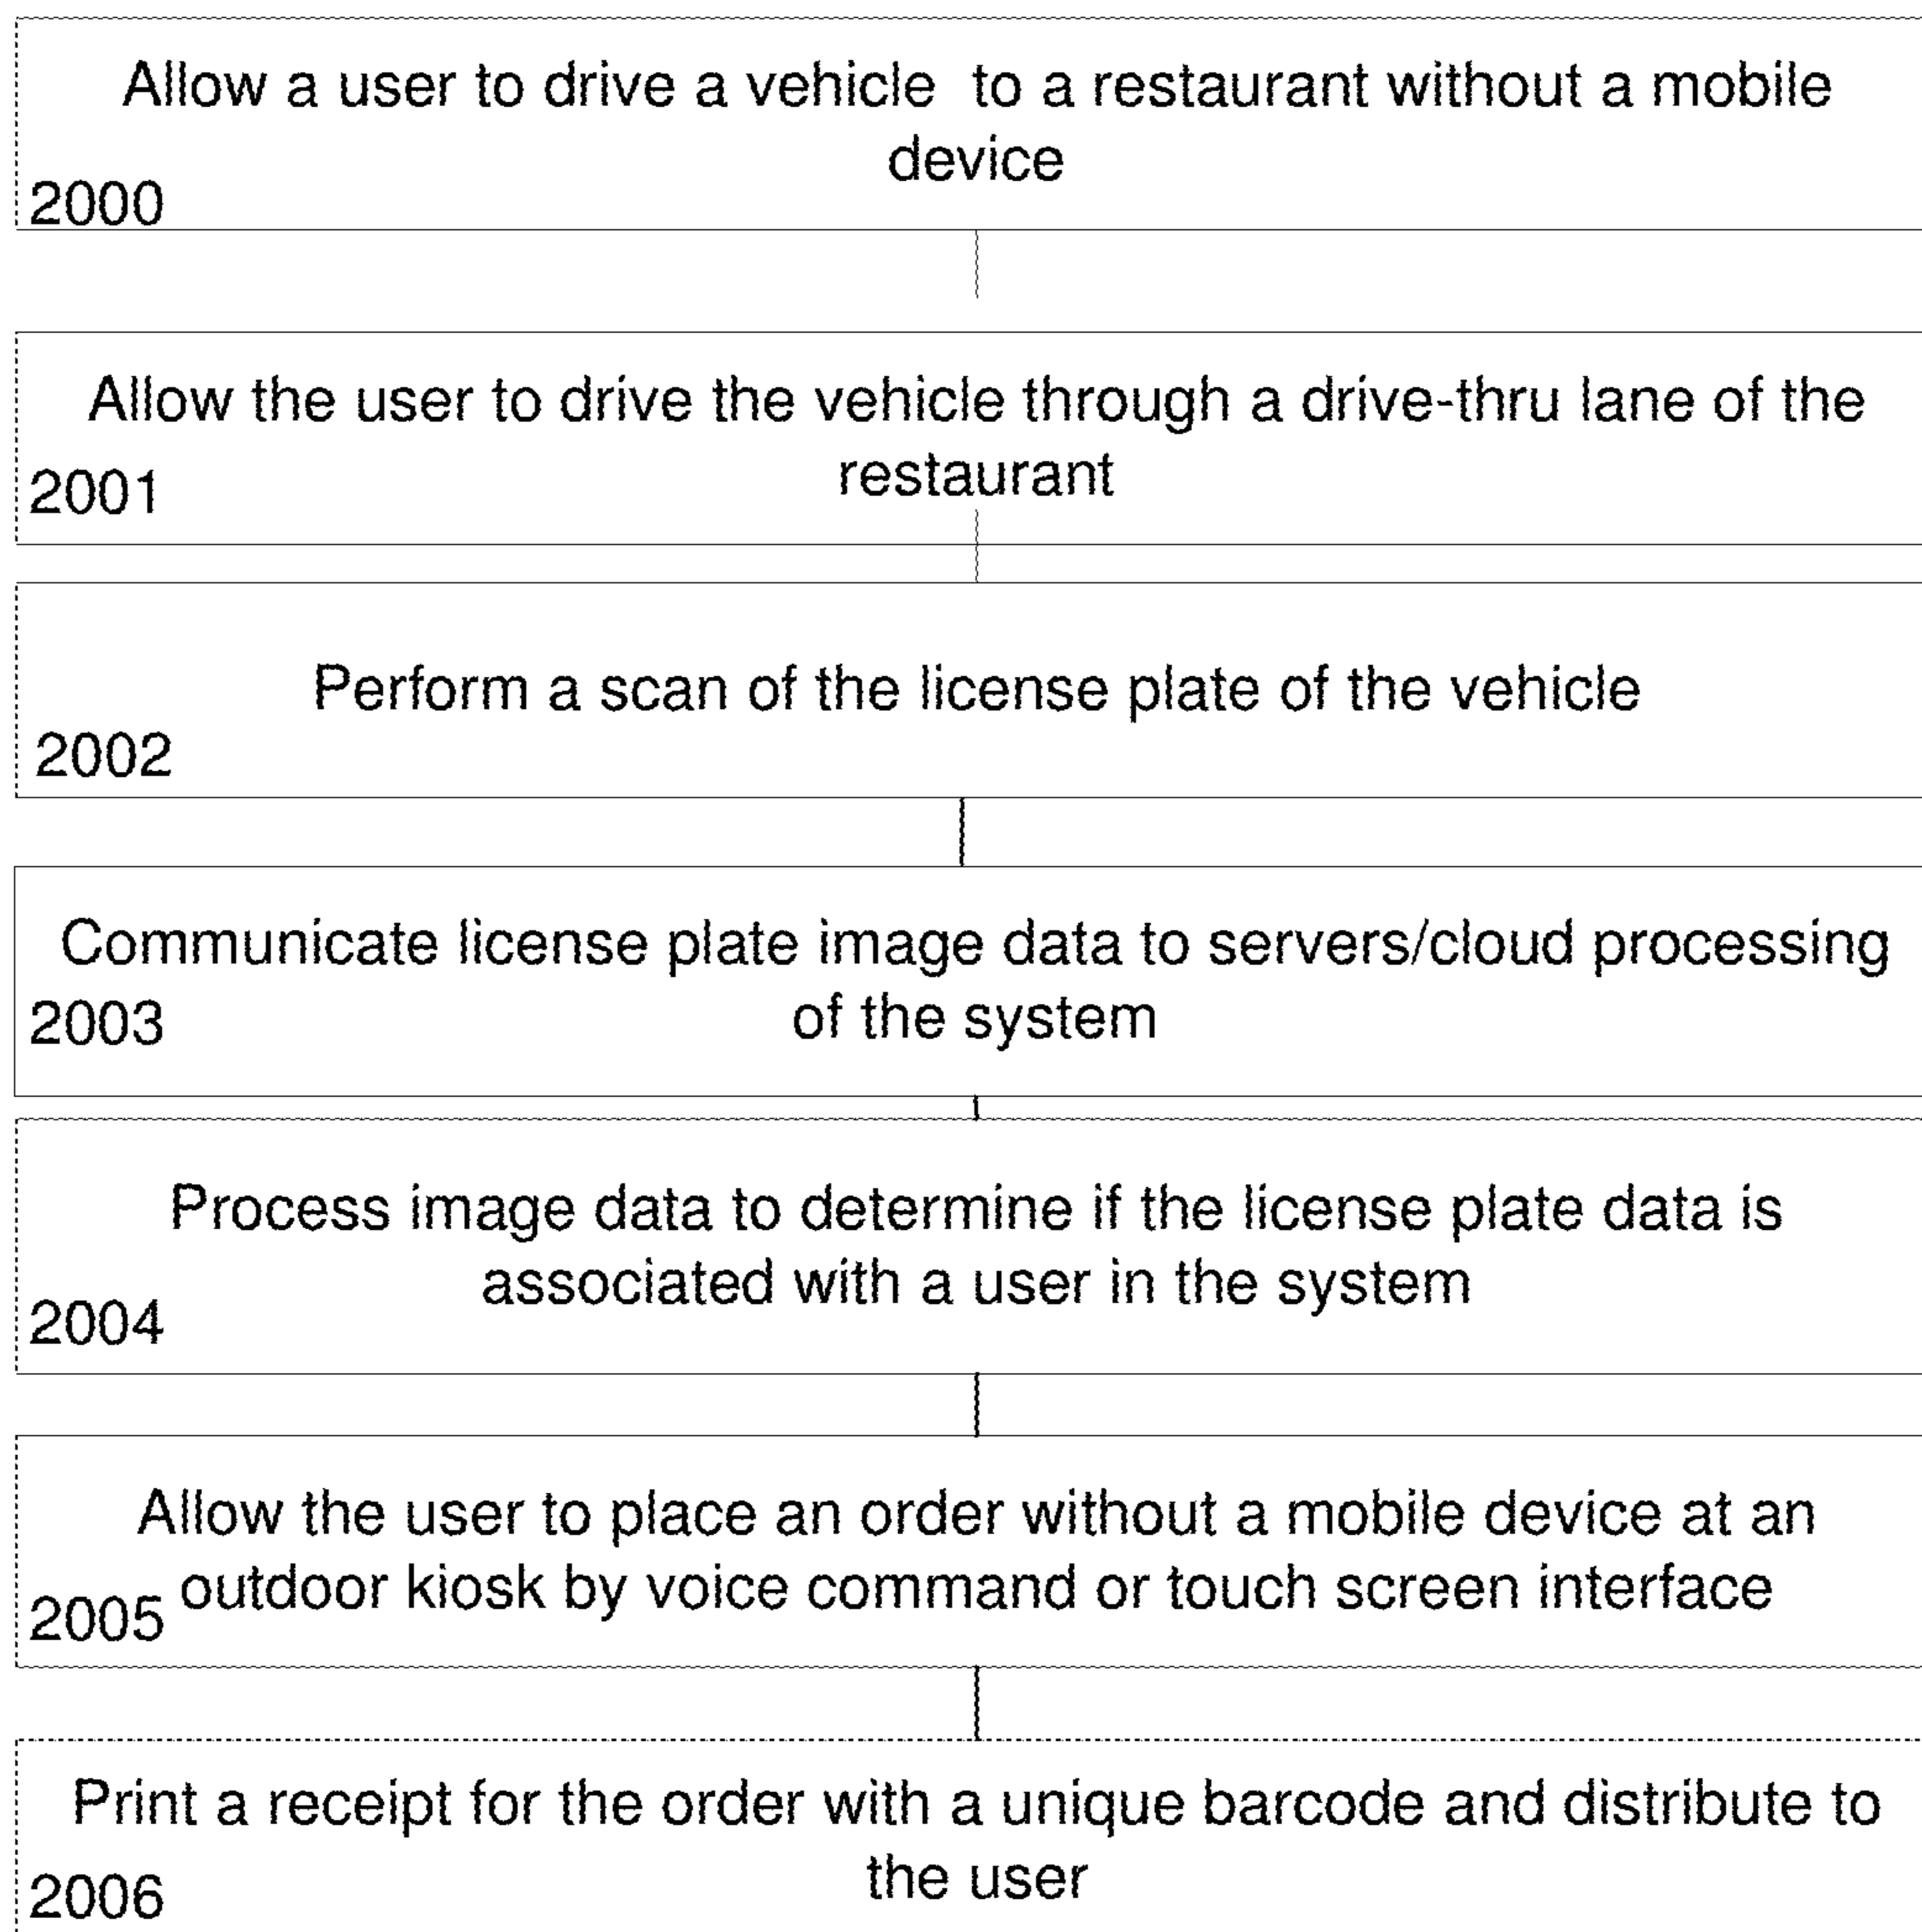 Allow a user to drive a vehicle to a restaurant without a mobile
device
2000
Allow the user to drive the vehicle through a drive-thru lane of the
restaurant
2001
Perform a scan of the license plate of the vehicle
2002
Communicate license plate image data to servers/cloud processing
of the system
2003
Process image data to determine if the license plate data is
associated with a user in the system
2004
Allow the user to place an order without a mobile device at an
outdoor kiosk by voice command or touch screen interface
2005
Print a receipt for the order with a unique barcode and distribute to
the user
2006